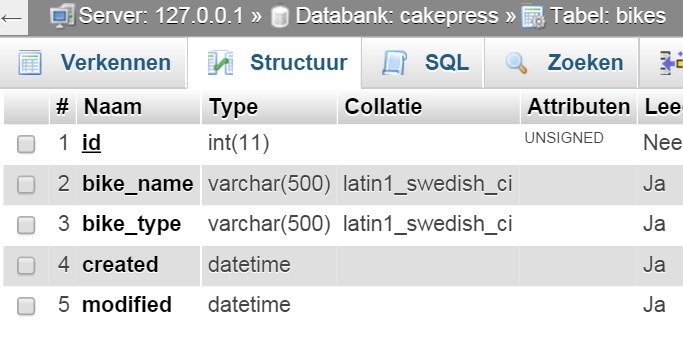 ← Server: 127.0.0.1 » Databank: cakepress » Tabel: bikes
Verkennen Structuur SQL Zoeken
# Naam Type Collatie Attributen
1 id int(11) UNSIGNED Nee
2 bike_name varchar(500) latin1_swedish_ci Ja
3 bike_type varchar(500) latin1_swedish_ci Ja
4 created datetime Ja
5 modified datetime Ja